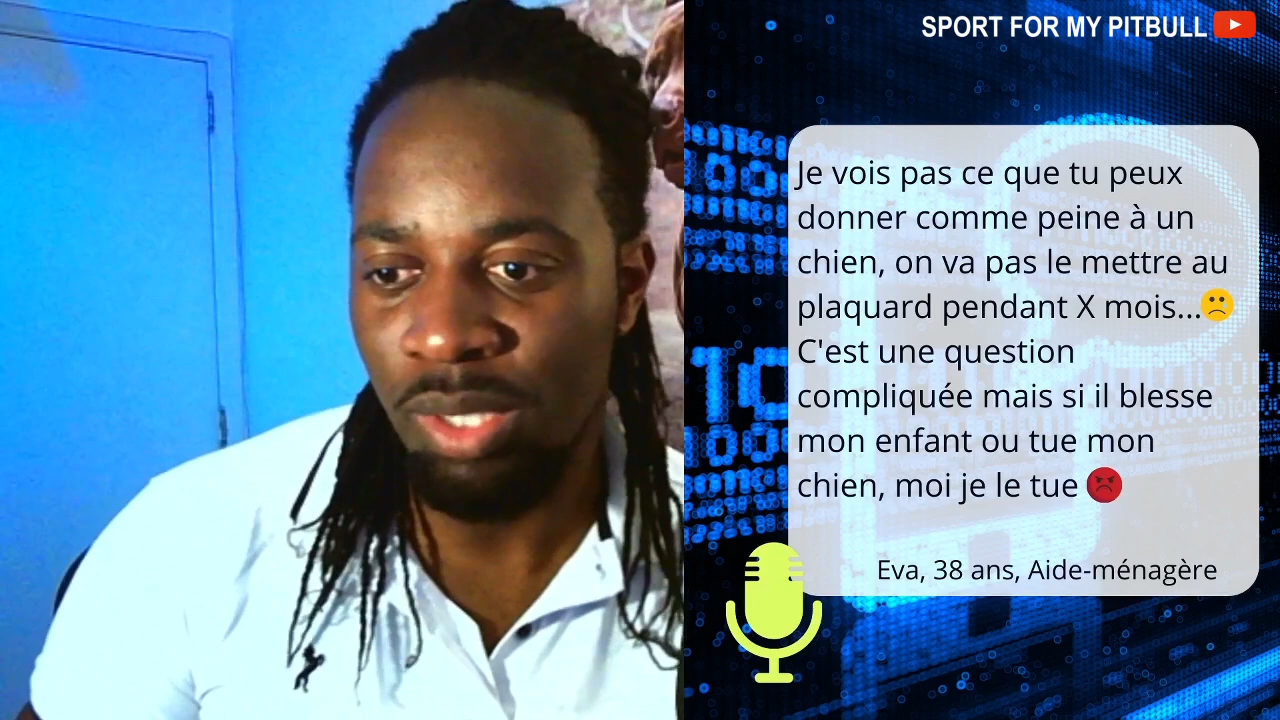 SPORT FOR MY PITBULL
Je vois pas ce que tu peux
donner comme peine à un
chien, on va pas le mettre au
plaquard pendant X mois...🙁
C'est une question
compliquée mais si il blesse
mon enfant ou tue mon
chien, moi je le tue 😡
Eva, 38 ans, Aide-ménagère